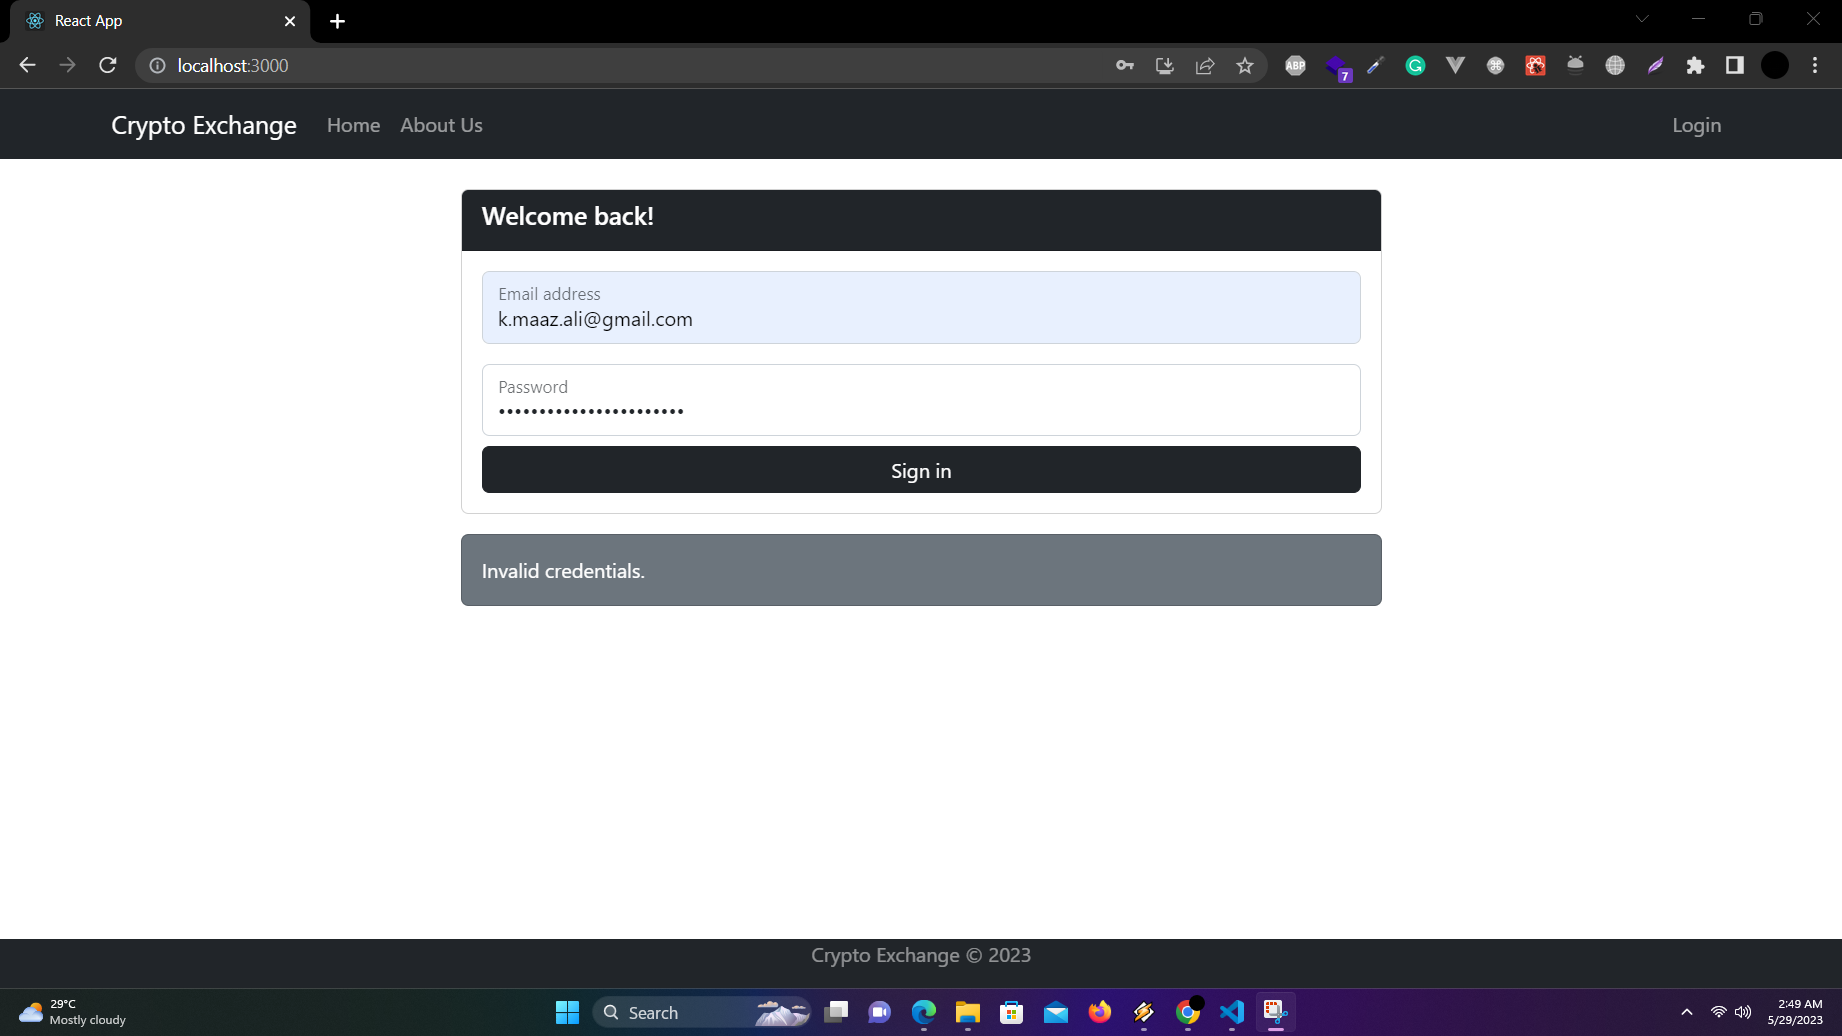 React App
localhost:3000
ABP
7
Crypto Exchange
Home
About Us
Login
Welcome back!
Email address
k.maaz.ali@gmail.com
Password
•••••••••••••••••••••••
Sign in
Invalid credentials.
Crypto Exchange © 2023
29°C
Mostly cloudy
Search
2:49 AM
5/29/2023